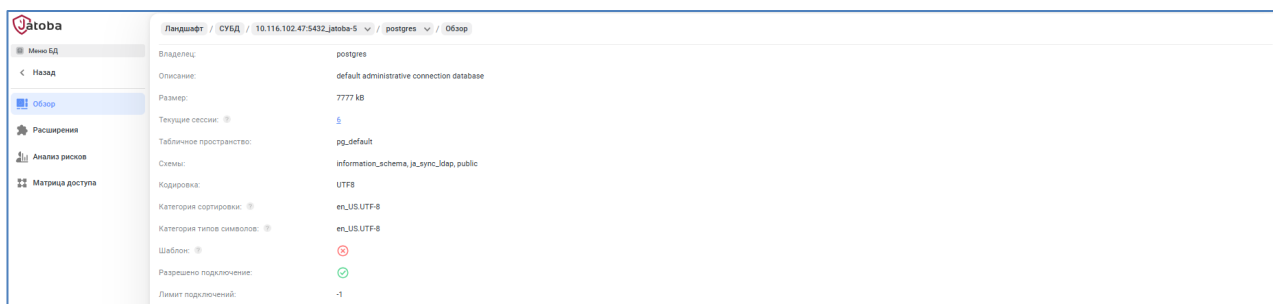 Jatoba
Ландшафт / СУБД / 10.116.102.47:5432_jatoba-5 / postgres / Обзор
Меню БД
Назад
Обзор
Расширения
Анализ рисков
Матрица доступа
Владелец: postgres
Описание: default administrative connection database
Размер: 7777 kB
Текущие сессии: ? 6
Табличное пространство: pg_default
Схемы: information_schema, ja_sync_ldap, public
Кодировка: UTF8
Категория сортировки: ? en_US.UTF-8
Категория типов символов: ? en_US.UTF-8
Шаблон: ?
Разрешено подключение:
Лимит подключений: -1